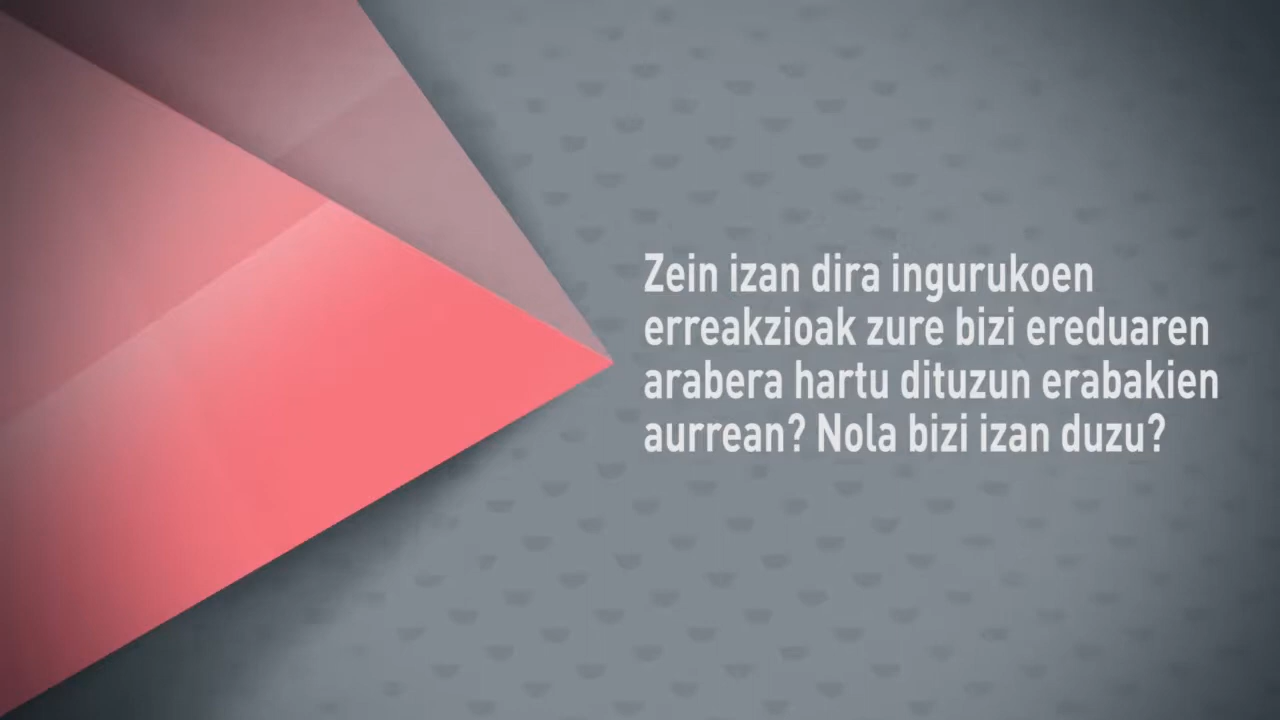 Zein izan dira ingurukoen
erreakzioak zure bizi ereduaren
arabera hartu dituzun erabakien
aurrean? Nola bizi izan duzu?